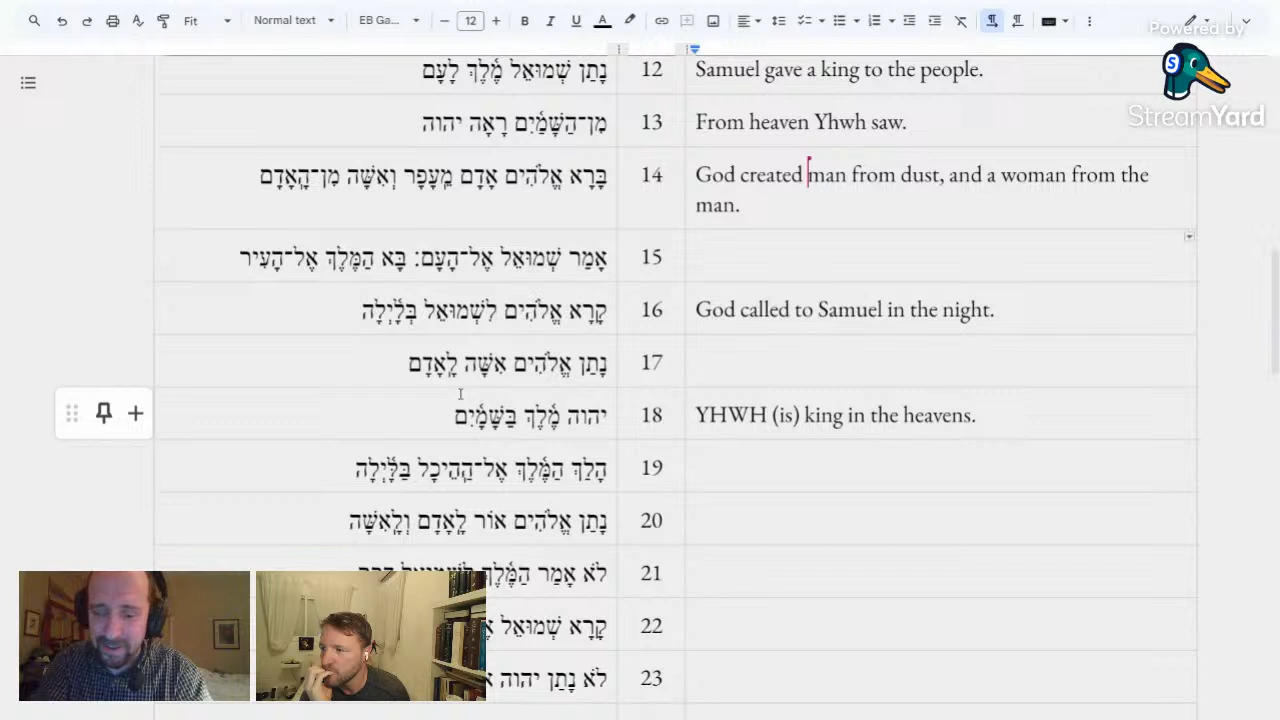 Fit
Normal text
EB Ga...
12
Powered by
StreamYard
נָתַן שְׁמוּאֵל מֶ֫לֶךְ לָעָם
12
Samuel gave a king to the people.
מִן־הַשָּׁמַ֫יִם רָאָה יהוה
13
From heaven Yhwh saw.
בָּרָא אֱלֹהִים אָדָם מֵֽעָפָר וְאִשָּׁה מִן־הָֽאָדָם
14
God created man from dust, and a woman from the
man.
אָמַר שְׁמוּאֵל אֶל־הָעָם׃ בָּא הַמֶּ֫לֶךְ אֶל־הָעִיר
15
קָרָא אֱלֹהִים לִשְׁמוּאֵל בְּלַ֫יְלָה
16
God called to Samuel in the night.
נָתַן אֱלֹהִים אִשָּׁה לָֽאָדָם
17
יהוה מֶ֫לֶךְ בַּשָּׁמַ֫יִם
18
YHWH (is) king in the heavens.
הָלַךְ הַמֶּ֫לֶךְ אֶל־הַֽהֵיכָל בַּלַּ֫יְלָה
19
נָתַן אֱלֹהִים אוֹר לָֽאָדָם וְלָֽאִשָּׁה
20
לֹא אָמַר הַמֶּ֫לֶךְ
21
קָרָא שְׁמוּאֵל
22
לֹא נָתַן יהוה
23